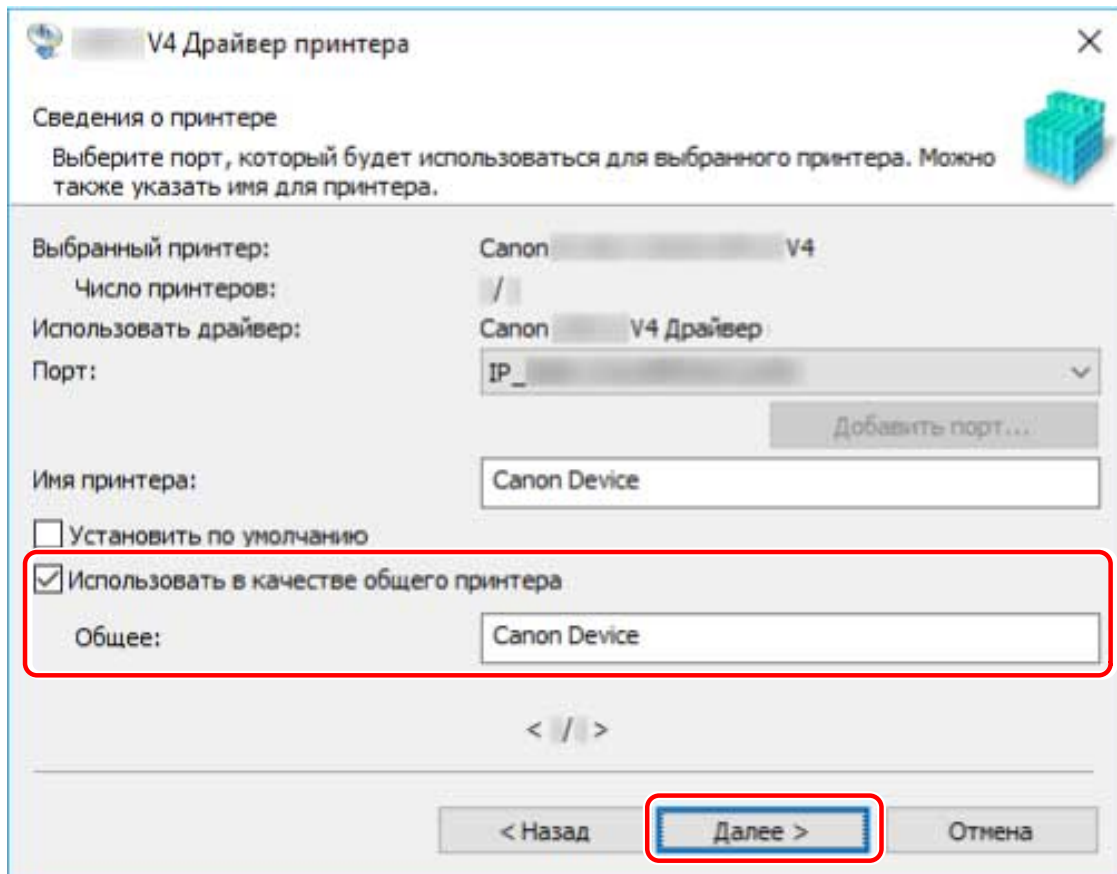 V4 Драйвер принтера
Сведения о принтере
Выберите порт, который будет использоваться для выбранного принтера. Можно
также указать имя для принтера.
Выбранный принтер: Canon V4
Число принтеров: /
Использовать драйвер: Canon V4 Драйвер
Порт: IP_
Добавить порт...
Имя принтера: Canon Device
Установить по умолчанию
Использовать в качестве общего принтера
Общее: Canon Device
< / >
< Назад Далее > Отмена